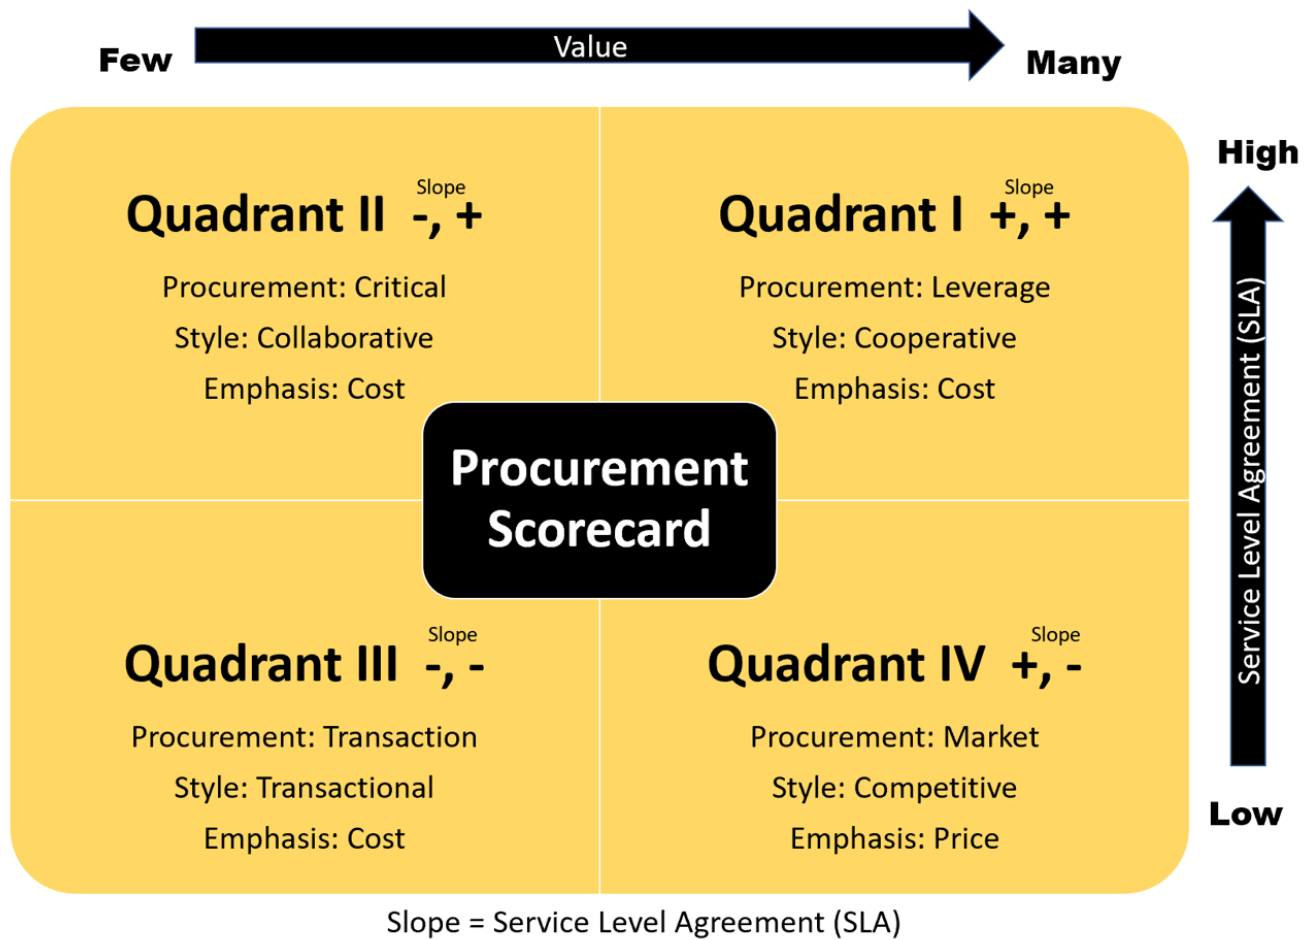 Few
Value
Many
High
Slope
Quadrant II -, +
Procurement: Critical
Style: Collaborative
Emphasis: Cost
Slope
Quadrant I +, +
Procurement: Leverage
Style: Cooperative
Emphasis: Cost
Service Level Agreement (SLA)
Procurement
Scorecard
Slope
Quadrant III -, -
Procurement: Transaction
Style: Transactional
Emphasis: Cost
Slope
Quadrant IV +, -
Procurement: Market
Style: Competitive
Emphasis: Price
Low
Slope = Service Level Agreement (SLA)